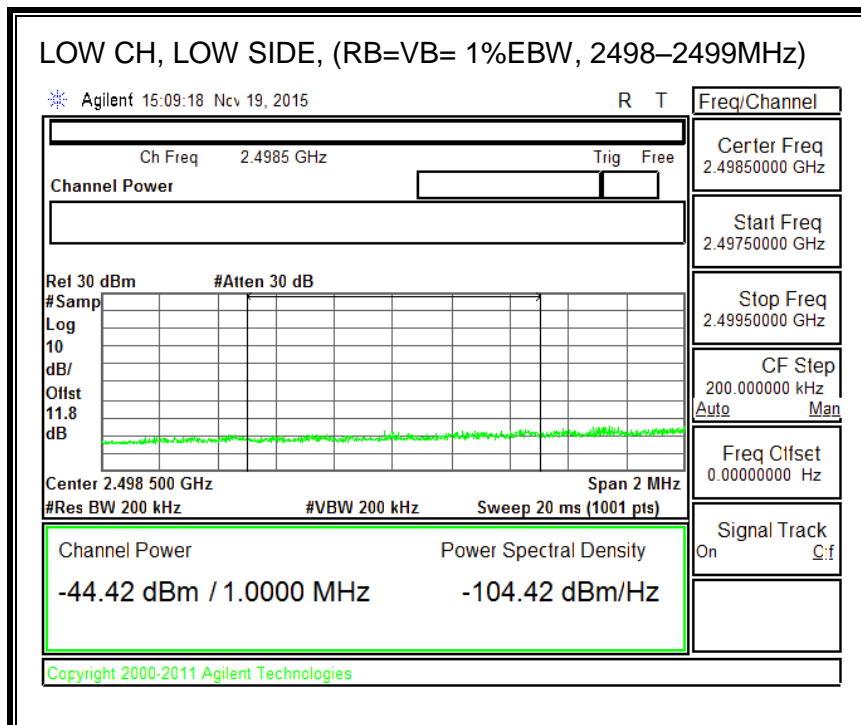 LOW CH, LOW SIDE, (RB=VB= 1%EBW, 2498–2499MHz)
Agilent 15:09:18 Nov 19, 2015 R T
Freq/Channel
Ch Freq 2.4985 GHz Trig Free
Channel Power
Center Freq
2.49850000 GHz
Start Freq
2.49750000 GHz
Stop Freq
2.49950000 GHz
CF Step
200.000000 kHz
Auto Man
Freq Offset
0.00000000 Hz
Signal Track
On Off
Ref 30 dBm #Atten 30 dB
#Samp
Log
10
dB/
Offst
11.8
dB
Center 2.498 500 GHz Span 2 MHz
#Res BW 200 kHz #VBW 200 kHz Sweep 20 ms (1001 pts)
Channel Power Power Spectral Density
-44.42 dBm / 1.0000 MHz -104.42 dBm/Hz
Copyright 2000-2011 Agilent Technologies